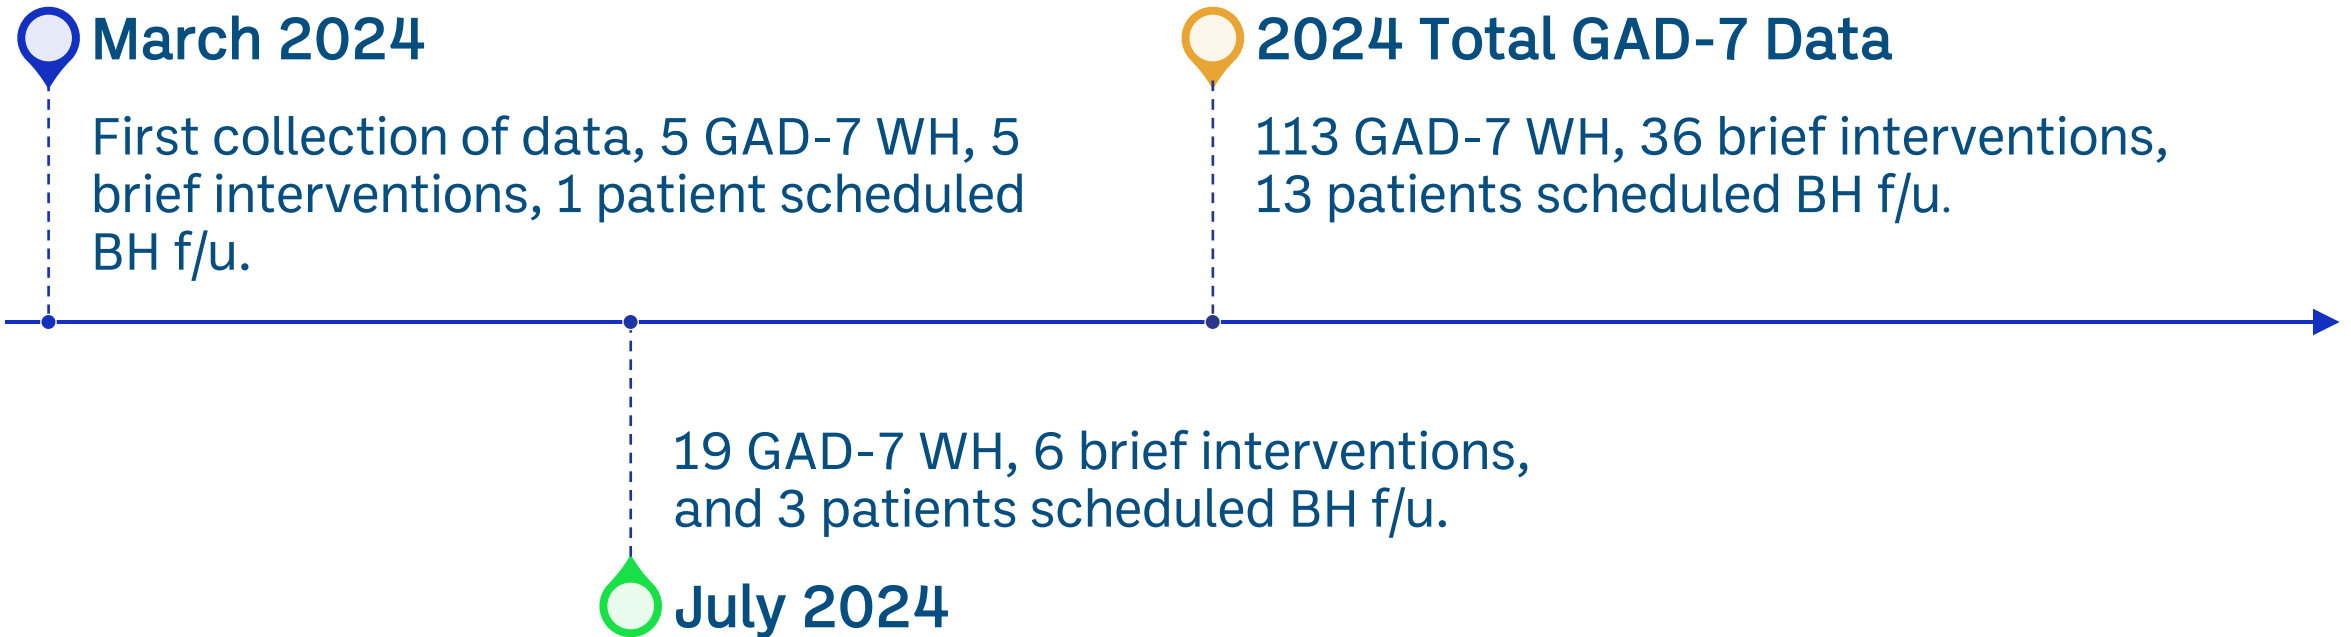 March 2024
First collection of data, 5 GAD-7 WH, 5
brief interventions, 1 patient scheduled
BH f/u.
2024 Total GAD-7 Data
113 GAD-7 WH, 36 brief interventions,
13 patients scheduled BH f/u.
19 GAD-7 WH, 6 brief interventions,
and 3 patients scheduled BH f/u.
July 2024